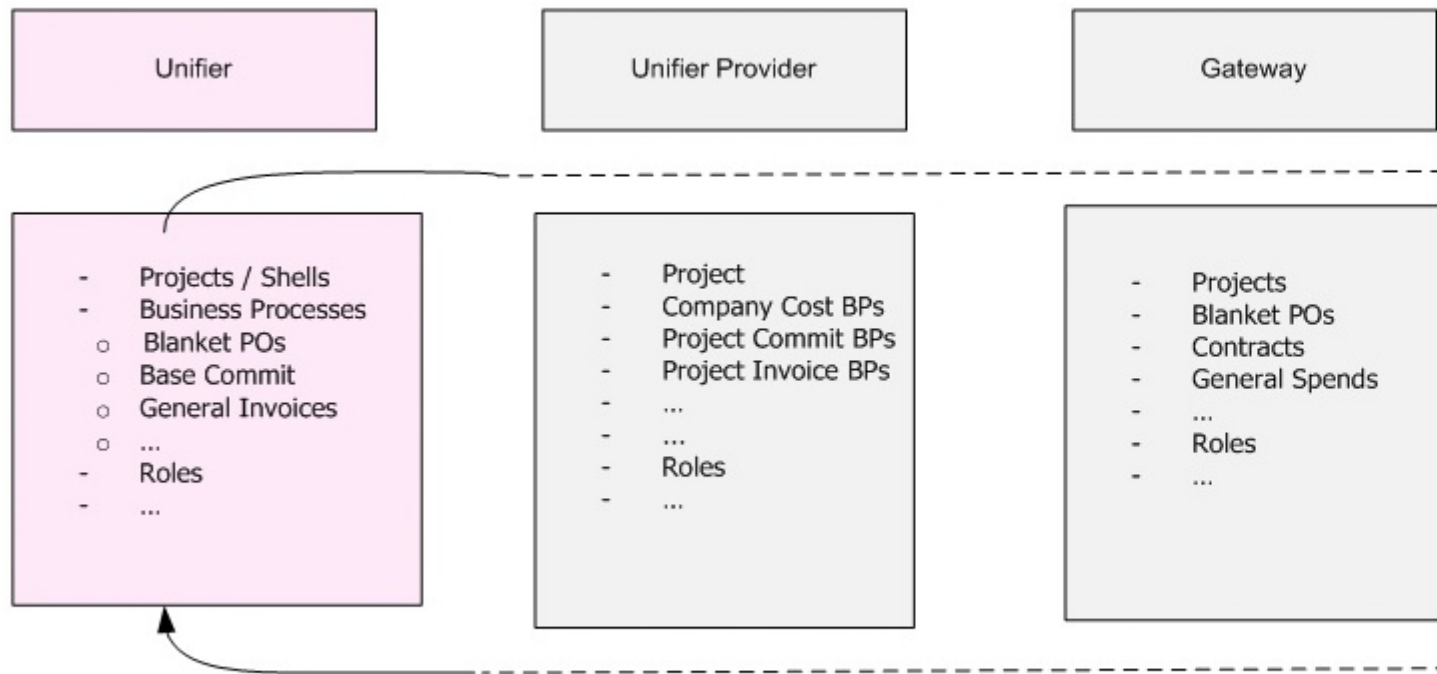 Unifier
Unifier Provider
Gateway
- Projects / Shells
- Business Processes
o Blanket POs
o Base Commit
o General Invoices
o ...
- Roles
- ...
- Project
- Company Cost BPs
- Project Commit BPs
- Project Invoice BPs
- ...
- ...
- Roles
- ...
- Projects
- Blanket POs
- Contracts
- General Spends
- ...
- Roles
- ...